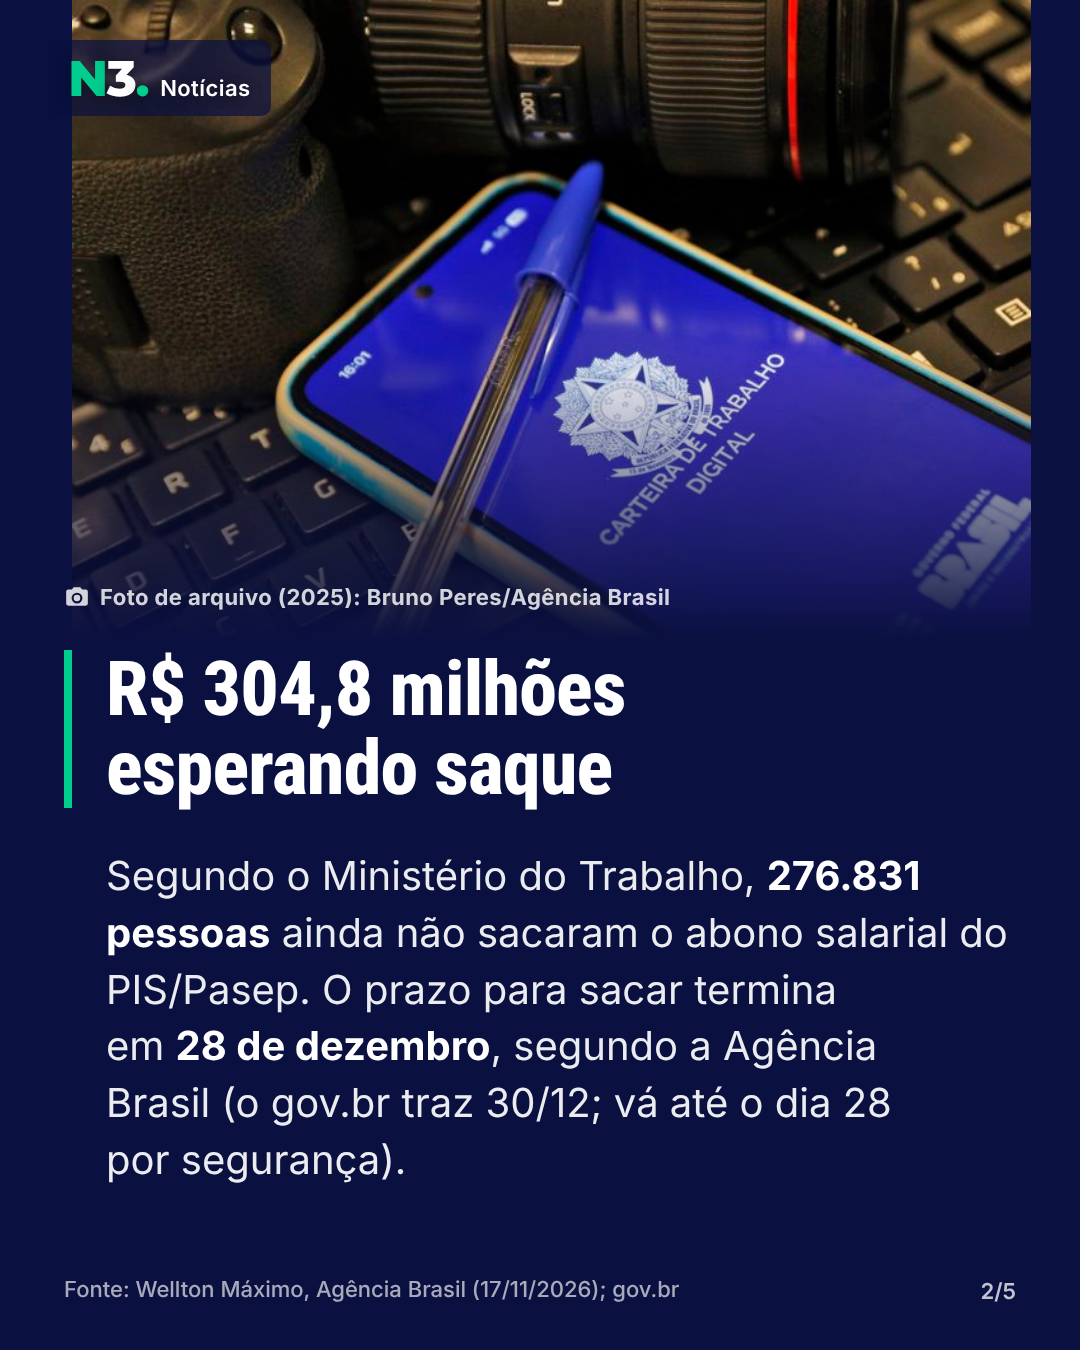 N3. Notícias
LOCK
16:01
CARTEIRA DE TRABALHO
DIGITAL
GOVERNO FEDERAL
BRASIL
T
R
G
E
F
D
V
C
Foto de arquivo (2025): Bruno Peres/Agência Brasil
R$ 304,8 milhões
esperando saque
Segundo o Ministério do Trabalho, 276.831
pessoas ainda não sacaram o abono salarial do
PIS/Pasep. O prazo para sacar termina
em 28 de dezembro, segundo a Agência
Brasil (o gov.br traz 30/12; vá até o dia 28
por segurança).
Fonte: Wellton Máximo, Agência Brasil (17/11/2026); gov.br
2/5